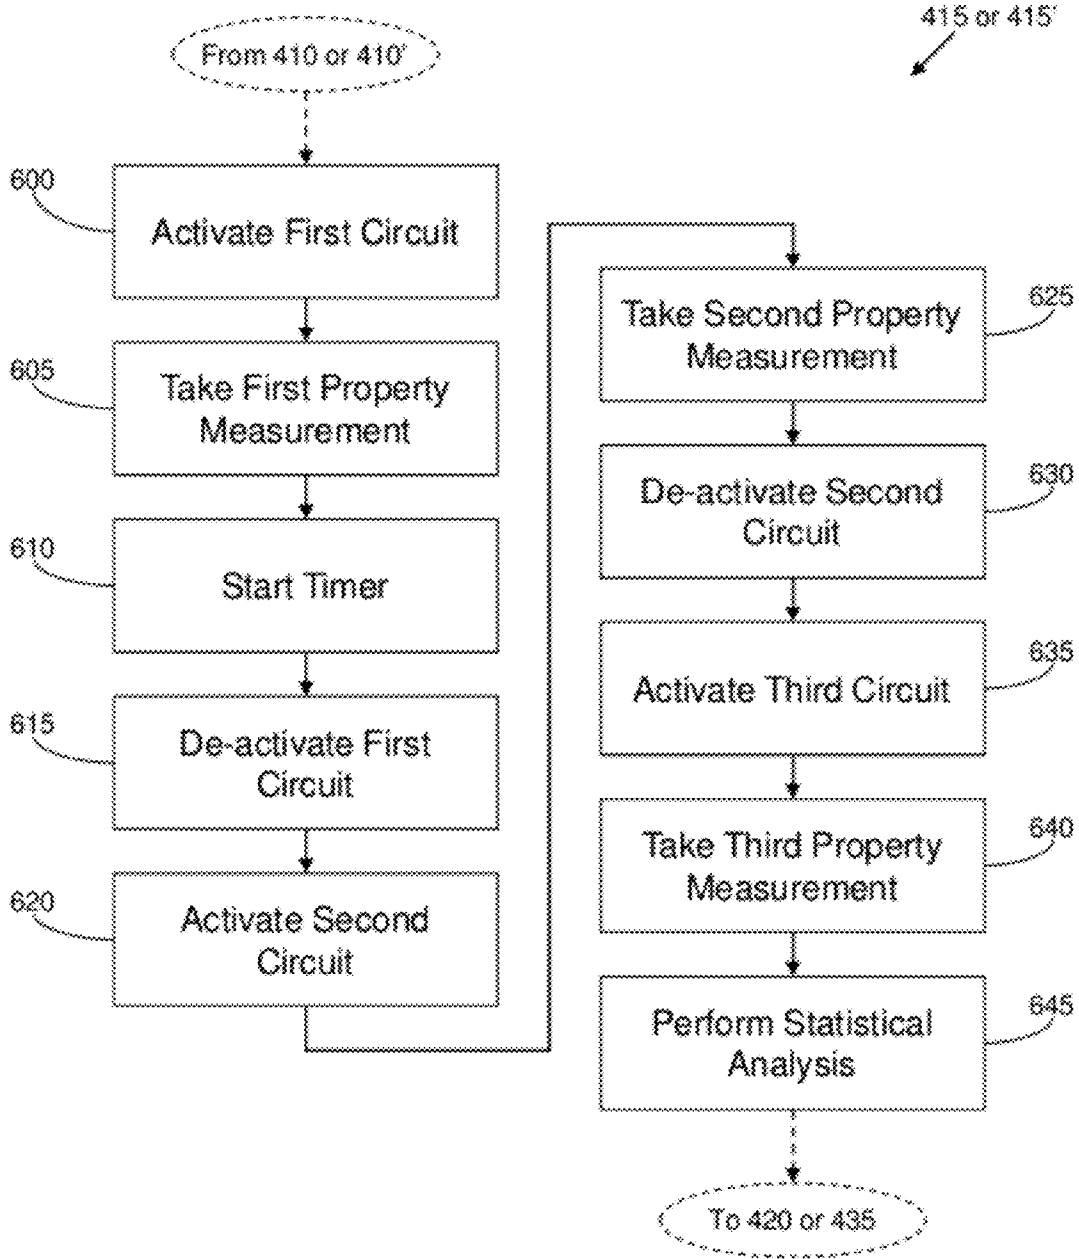 415 or 415'
From 410 or 410'
600
Activate First Circuit
605
Take First Property
Measurement
610
Start Timer
615
De-activate First
Circuit
620
Activate Second
Circuit
625
Take Second Property
Measurement
630
De-activate Second
Circuit
635
Activate Third Circuit
640
Take Third Property
Measurement
645
Perform Statistical
Analysis
To 420 or 435